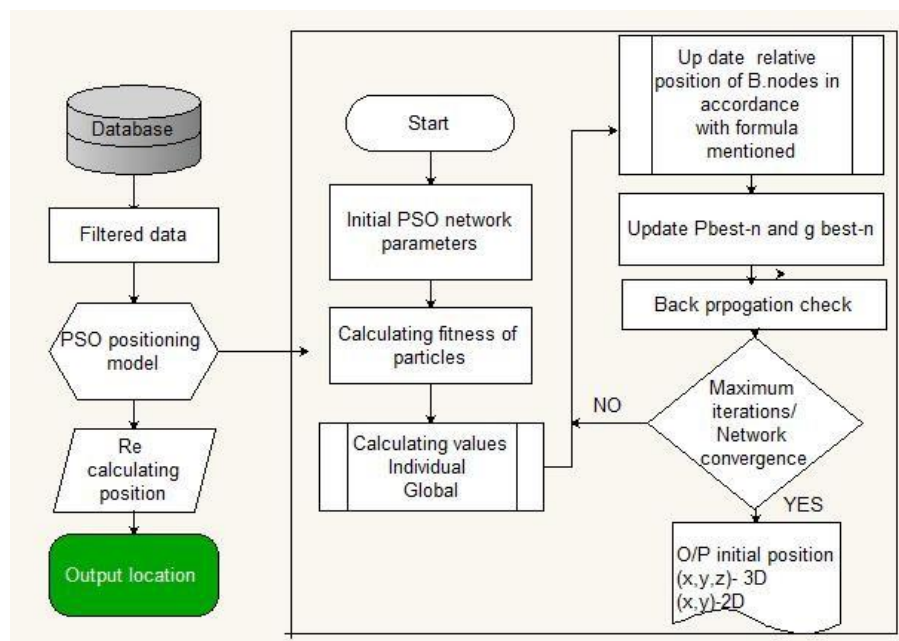 Database
Filtered data
PSO positioning
model
Re
calculating
position
Output location
Start
Initial PSO network
parameters
Calculating fitness of
particles
Calculating values
Individual
Global
Up date relative
position of B.nodes in
accordance
with formula
mentioned
Update Pbest-n and g best-n
Back prpogation check
Maximum
iterations/
Network
convergence
NO
YES
O/P initial position
(x,y,z)- 3D
(x,y)-2D